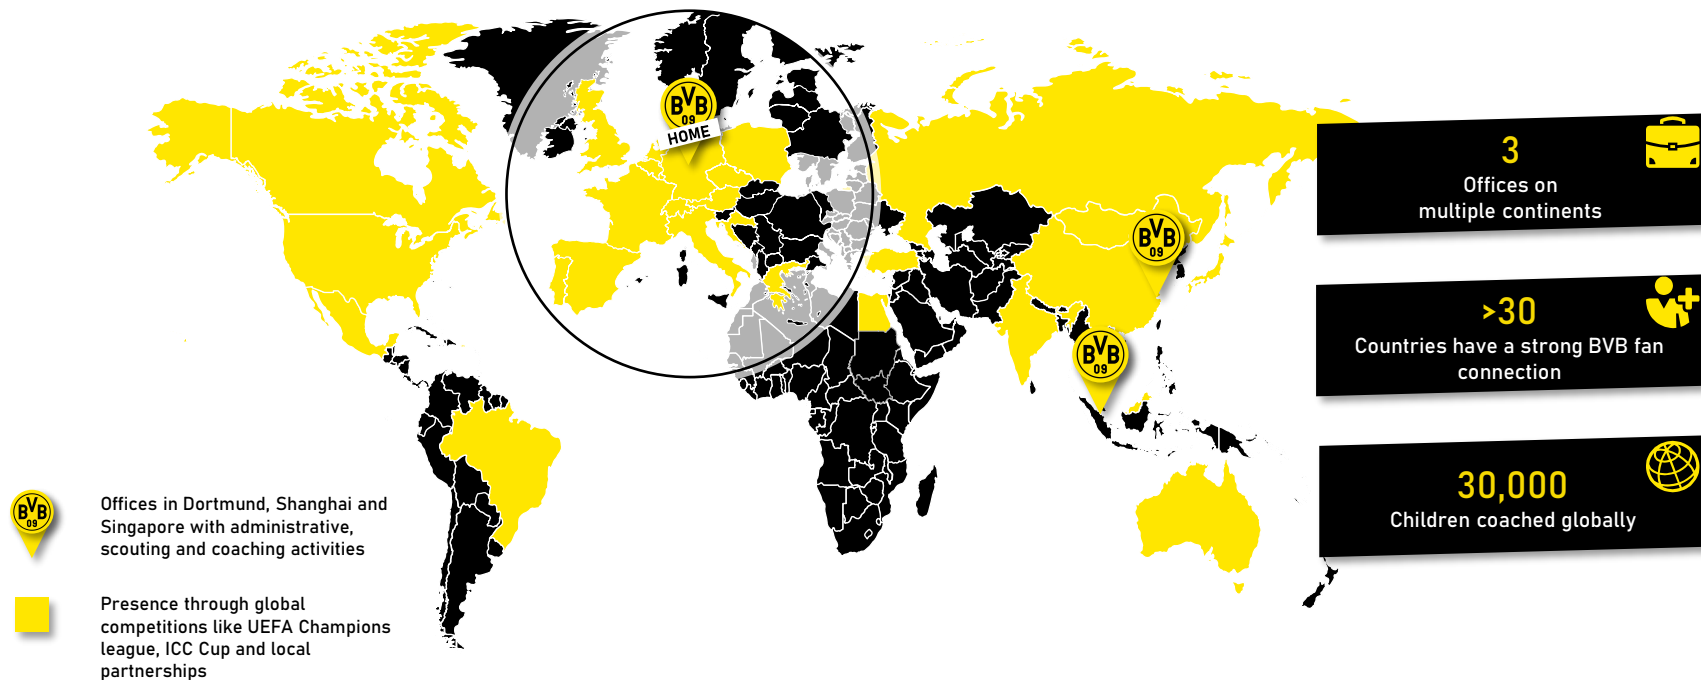 BVB
09
HOME
BVB
09
BVB
09
3
Offices on
multiple continents
>30
Countries have a strong BVB fan
connection
30,000
Children coached globally
BVB
09
Offices in Dortmund, Shanghai and
Singapore with administrative,
scouting and coaching activities
Presence through global
competitions like UEFA Champions
league, ICC Cup and local
partnerships